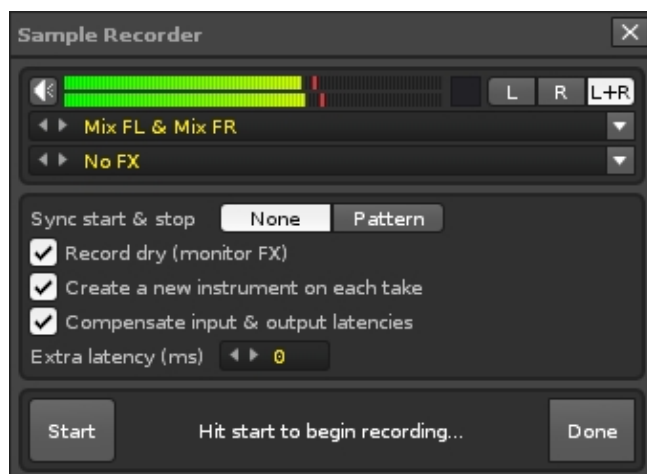 Sample Recorder
L R L+R
Mix FL & Mix FR
No FX
Sync start & stop None Pattern
Record dry (monitor FX)
Create a new instrument on each take
Compensate input & output latencies
Extra latency (ms) 0
Start Hit start to begin recording... Done